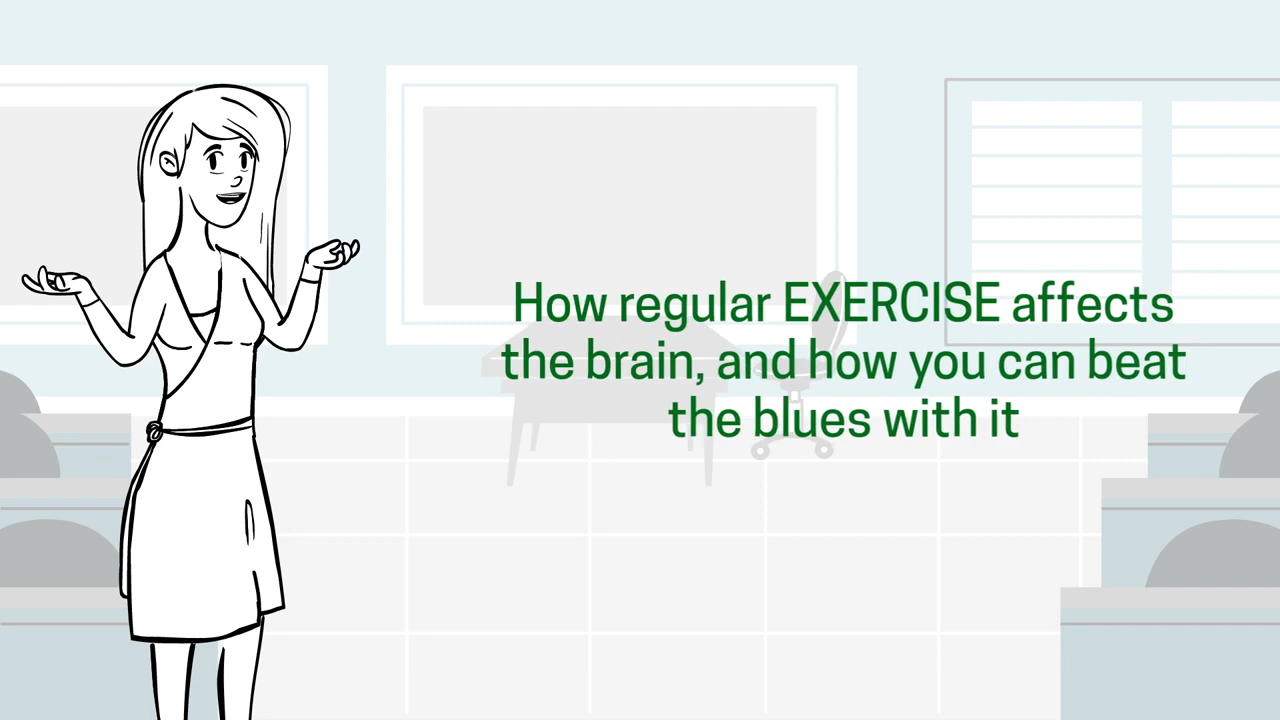 How regular EXERCISE affects
the brain, and how you can beat
the blues with it